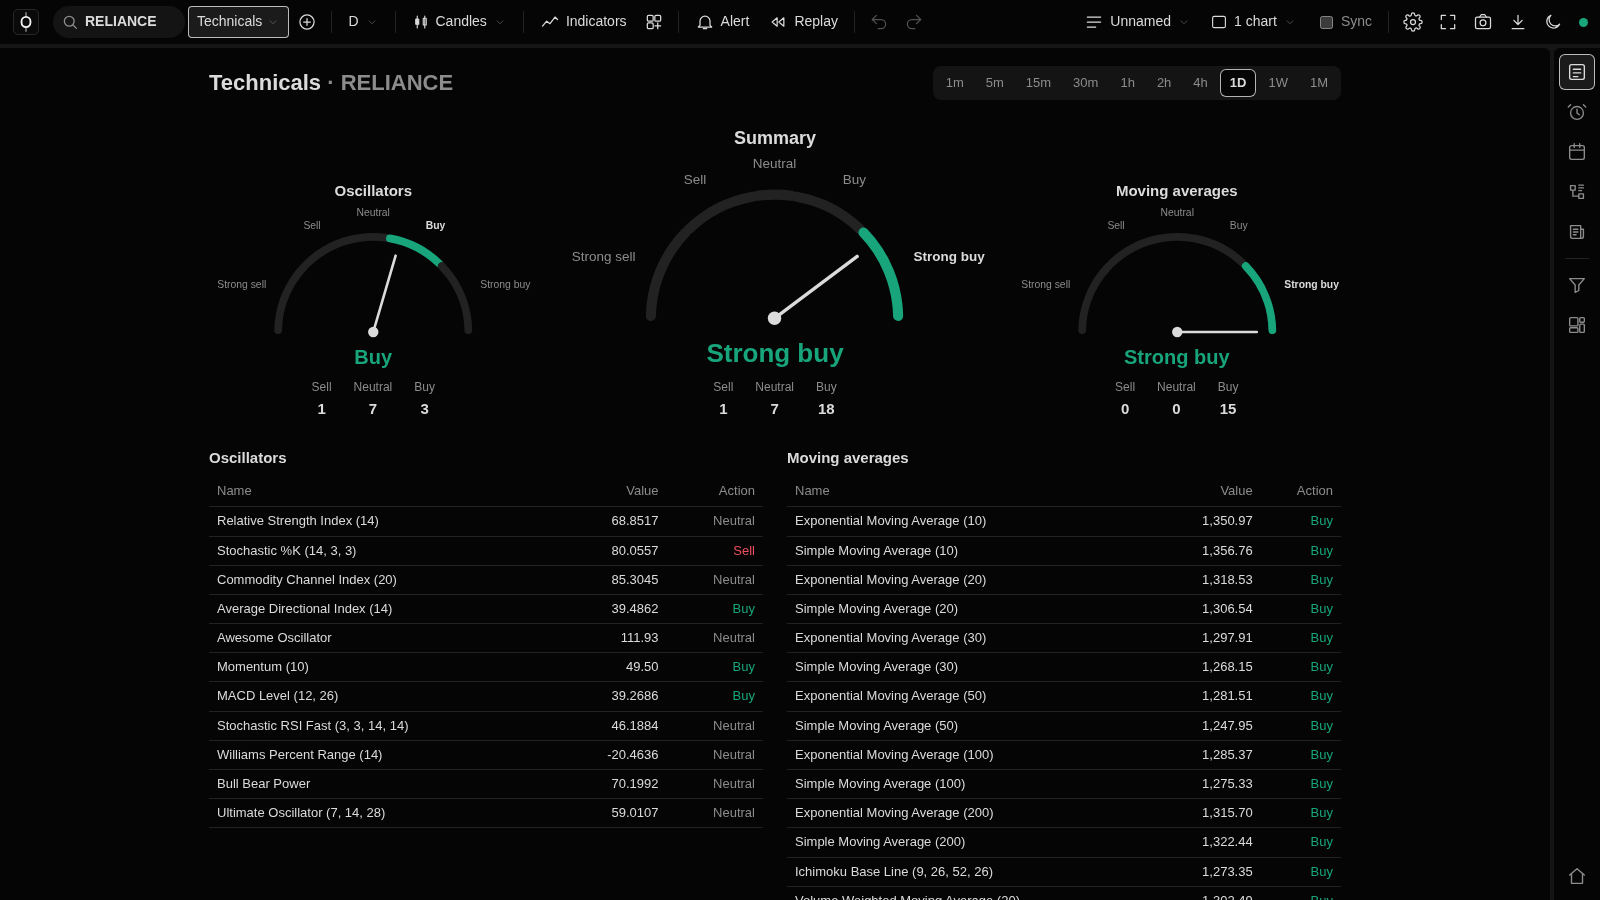 RELIANCE Technicals D Candles Indicators Alert Replay Unnamed 1 chart Sync
Technicals · RELIANCE 1m 5m 15m 30m 1h 2h 4h 1D 1W 1M
Summary
Neutral
Sell Buy
Strong sell Strong buy
Strong buy
Sell Neutral Buy
1 7 18
Oscillators
Neutral
Sell Buy
Strong sell Strong buy
Buy
Sell Neutral Buy
1 7 3
Moving averages
Neutral
Sell Buy
Strong sell Strong buy
Strong buy
Sell Neutral Buy
0 0 15
Oscillators
Name Value Action
Relative Strength Index (14) 68.8517 Neutral
Stochastic %K (14, 3, 3) 80.0557 Sell
Commodity Channel Index (20) 85.3045 Neutral
Average Directional Index (14) 39.4862 Buy
Awesome Oscillator 111.93 Neutral
Momentum (10) 49.50 Buy
MACD Level (12, 26) 39.2686 Buy
Stochastic RSI Fast (3, 3, 14, 14) 46.1884 Neutral
Williams Percent Range (14) -20.4636 Neutral
Bull Bear Power 70.1992 Neutral
Ultimate Oscillator (7, 14, 28) 59.0107 Neutral
Moving averages
Name Value Action
Exponential Moving Average (10) 1,350.97 Buy
Simple Moving Average (10) 1,356.76 Buy
Exponential Moving Average (20) 1,318.53 Buy
Simple Moving Average (20) 1,306.54 Buy
Exponential Moving Average (30) 1,297.91 Buy
Simple Moving Average (30) 1,268.15 Buy
Exponential Moving Average (50) 1,281.51 Buy
Simple Moving Average (50) 1,247.95 Buy
Exponential Moving Average (100) 1,285.37 Buy
Simple Moving Average (100) 1,275.33 Buy
Exponential Moving Average (200) 1,315.70 Buy
Simple Moving Average (200) 1,322.44 Buy
Ichimoku Base Line (9, 26, 52, 26) 1,273.35 Buy
Volume Weighted Moving Average (20) Buy